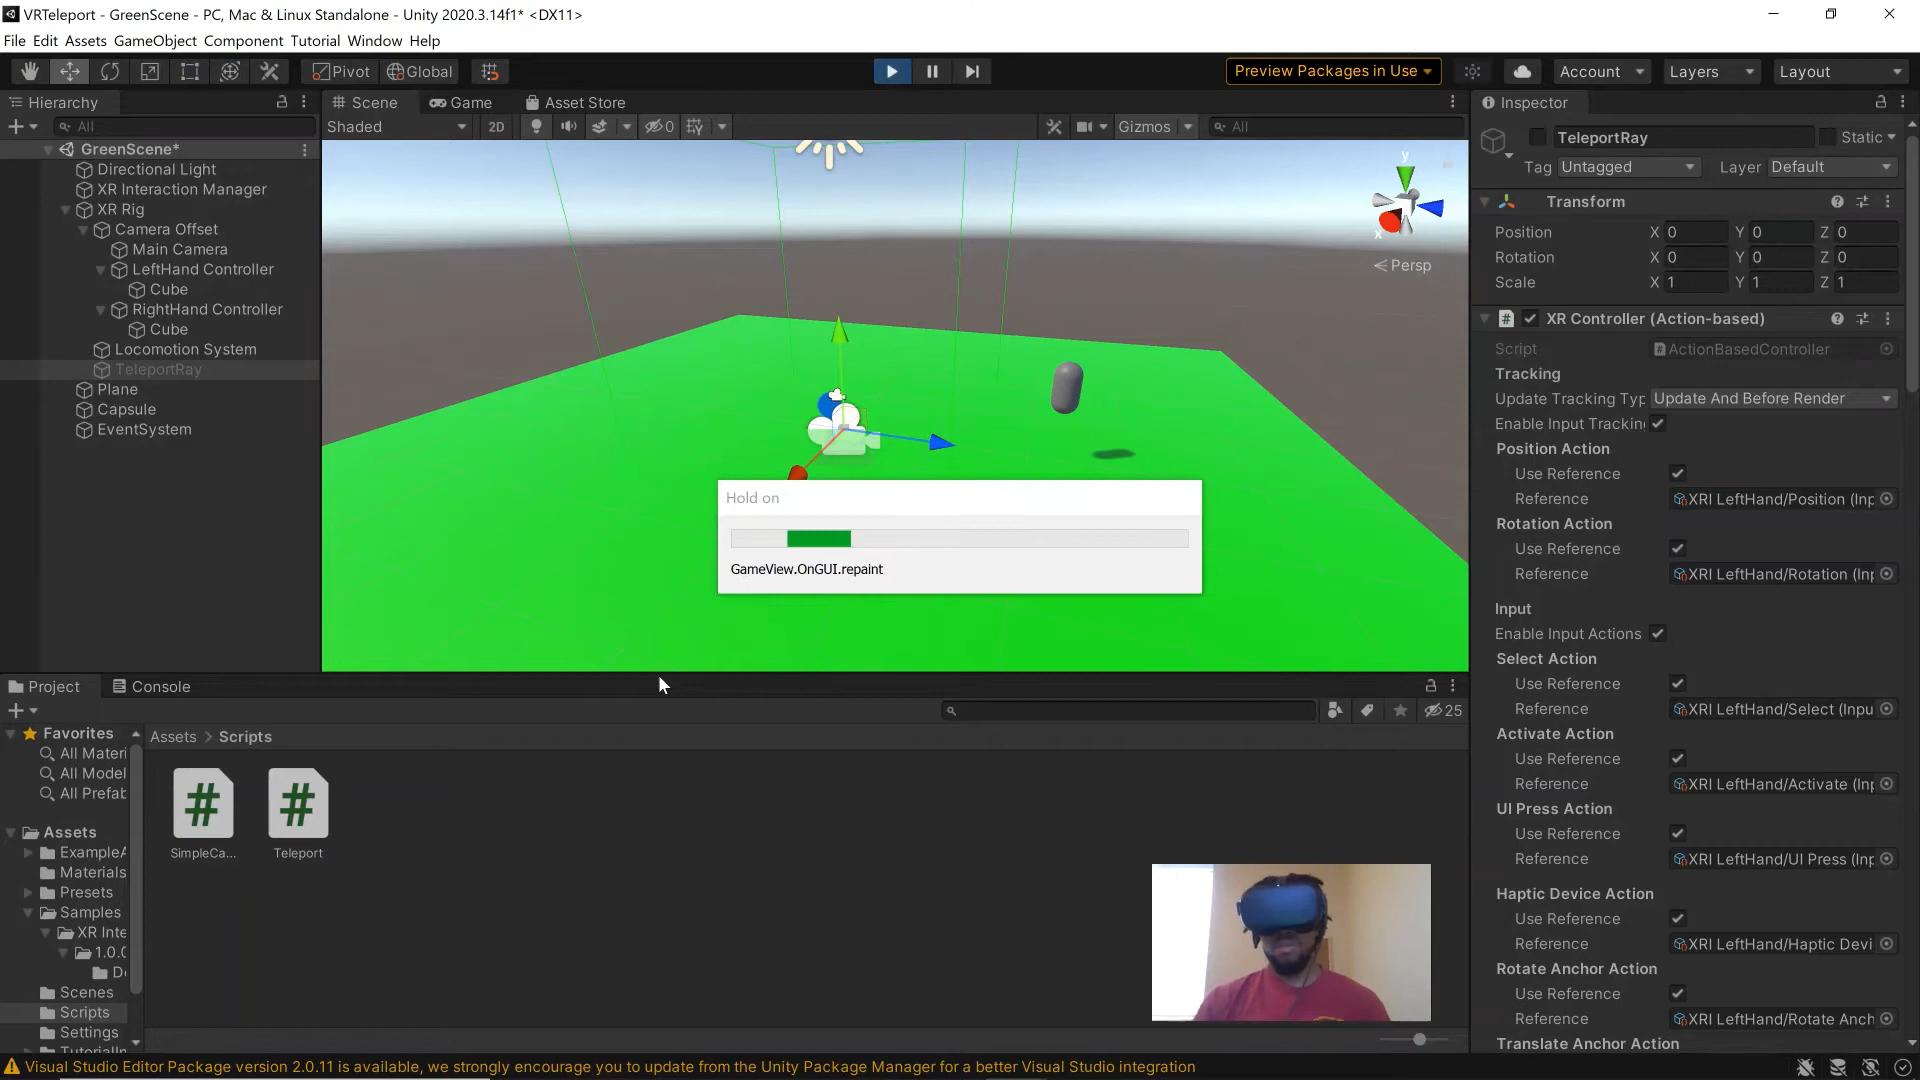 VRTeleport - GreenScene - PC, Mac & Linux Standalone - Unity 2020.3.14f1* <DX11>
File Edit Assets GameObject Component Tutorial Window Help
Pivot Global Preview Packages in Use Account Layers Layout
Hierarchy
All
GreenScene*
Directional Light
XR Interaction Manager
XR Rig
Camera Offset
Main Camera
LeftHand Controller
Cube
RightHand Controller
Cube
Locomotion System
TeleportRay
Plane
Capsule
EventSystem
Scene Game Asset Store
Shaded 2D 0 Gizmos All
y
x
Persp
Hold on
GameView.OnGUI.repaint
Inspector
TeleportRay Static
Tag Untagged Layer Default
Transform
Position X 0 Y 0 Z 0
Rotation X 0 Y 0 Z 0
Scale X 1 Y 1 Z 1
# XR Controller (Action-based)
Script # ActionBasedController
Tracking
Update Tracking Typ Update And Before Render
Enable Input Trackin
Position Action
Use Reference
Reference XRI LeftHand/Position (Inp
Rotation Action
Use Reference
Reference XRI LeftHand/Rotation (Inp
Input
Enable Input Actions
Select Action
Use Reference
Reference XRI LeftHand/Select (Inpu
Activate Action
Use Reference
Reference XRI LeftHand/Activate (Inp
UI Press Action
Use Reference
Reference XRI LeftHand/UI Press (Inp
Haptic Device Action
Use Reference
Reference XRI LeftHand/Haptic Devi
Rotate Anchor Action
Use Reference
Reference XRI LeftHand/Rotate Anch
Translate Anchor Action
Project Console
25
Favorites
All Materi
All Model
All Prefab
Assets
ExampleA
Materials
Presets
Samples
XR Inte
1.0.0
De
Scenes
Scripts
Settings
TutorialIn
Assets > Scripts
# #
SimpleCa... Teleport
Visual Studio Editor Package version 2.0.11 is available, we strongly encourage you to update from the Unity Package Manager for a better Visual Studio integration